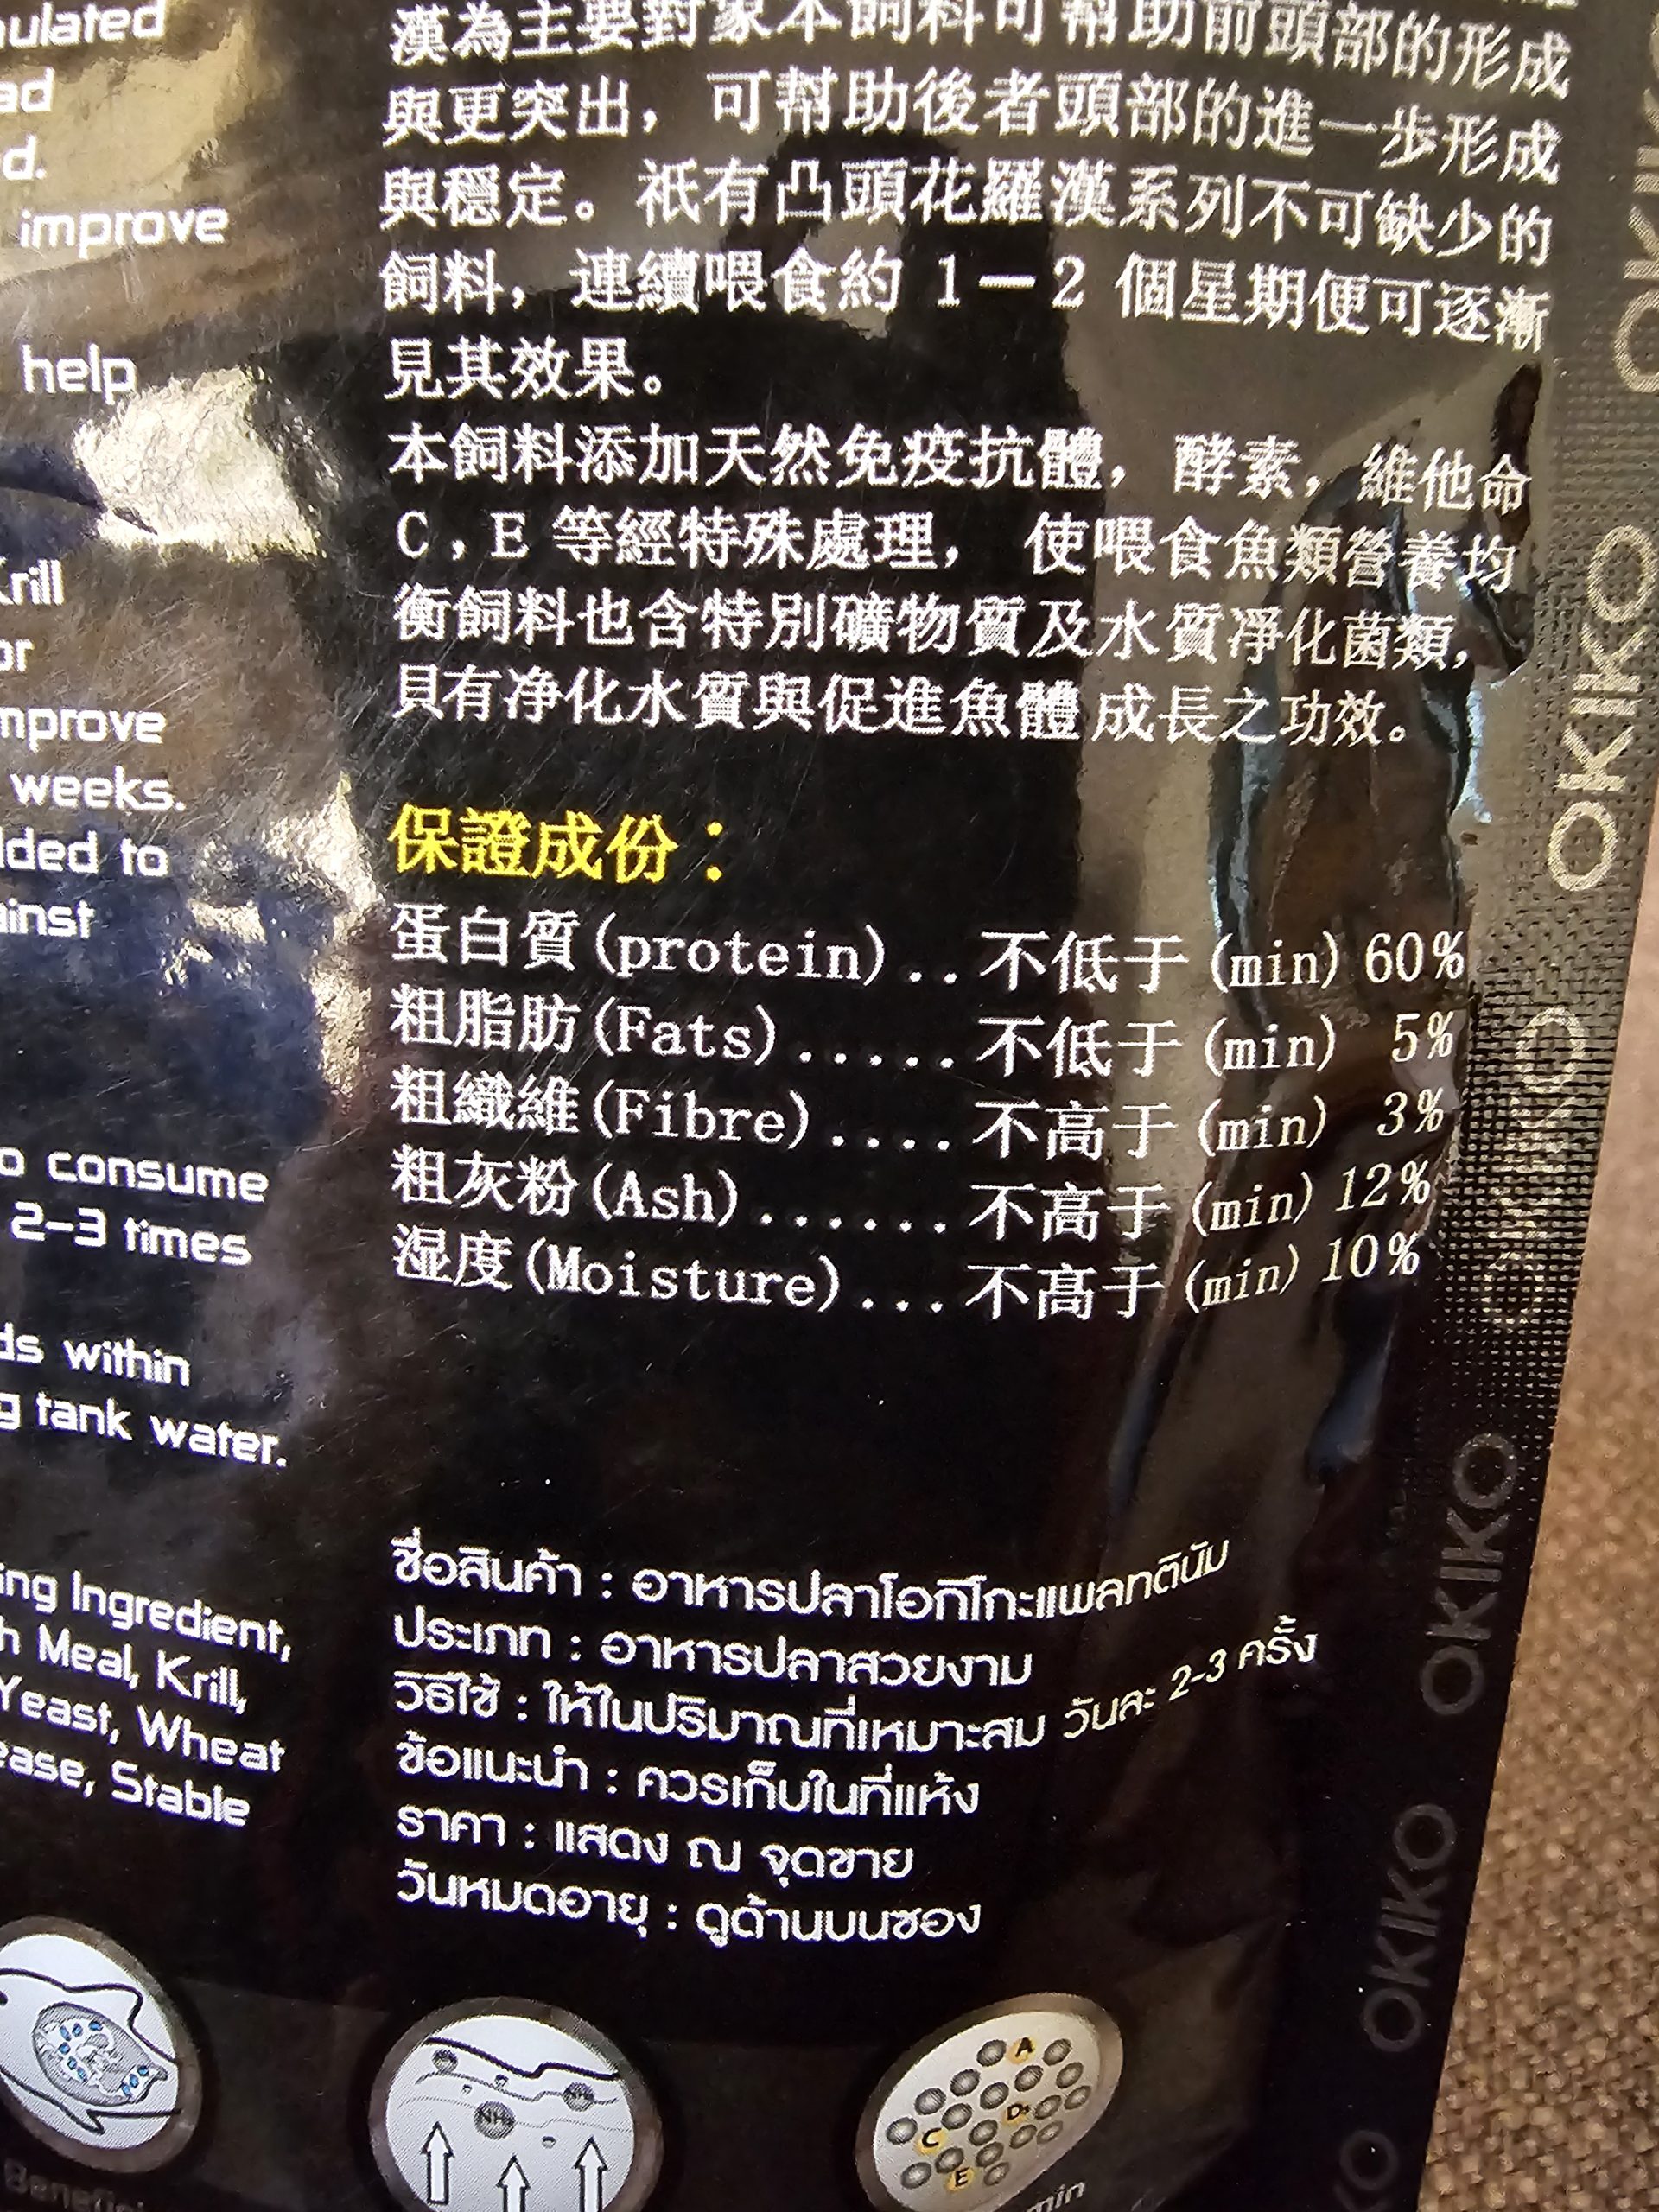 ulated
ad
d.
improve
help
Krill
or
mprove
weeks.
dded to
ainst
o consume
2-3 times
ds within
g tank water.
ing Ingredient,
h Meal, Krill,
Yeast, Wheat
ease, Stable
漢為主要對象本飼料可幫助前頭部的形成
與更突出，可幫助後者頭部的進一步形成
與穩定。祇有凸頭花羅漢系列不可缺少的
飼料，連續喂食約 1－2 個星期便可逐漸
見其效果。
本飼料添加天然免疫抗體，酵素，維他命
C，E 等經特殊處理， 使喂食魚類營養均
衡飼料也含特別礦物質及水質淨化菌類，
具有净化水質與促進魚體成長之功效。
保證成份：
蛋白質(protein)..不低于(min) 60%
粗脂肪(Fats).....不低于(min) 5%
粗織維(Fibre)....不高于(min) 3%
粗灰粉(Ash)......不高于(min) 12%
湿度(Moisture)...不高于(min) 10%
ชื่อสินค้า : อาหารปลาโอกิโกะแพลทตินัม
ประเภท : อาหารปลาสวยงาม
วิธีใช้ : ให้ในปริมาณที่เหมาะสม วันละ 2-3 ครั้ง
ข้อแนะนำ : ควรเก็บในที่แห้ง
ราคา : แสดง ณ จุดขาย
วันหมดอายุ : ดูด้านบนซอง
NH₃
A
D₃
C
E
min
OKIKO
OKIKO
OKIKO
OKIKO
OKIKO
OKIKO